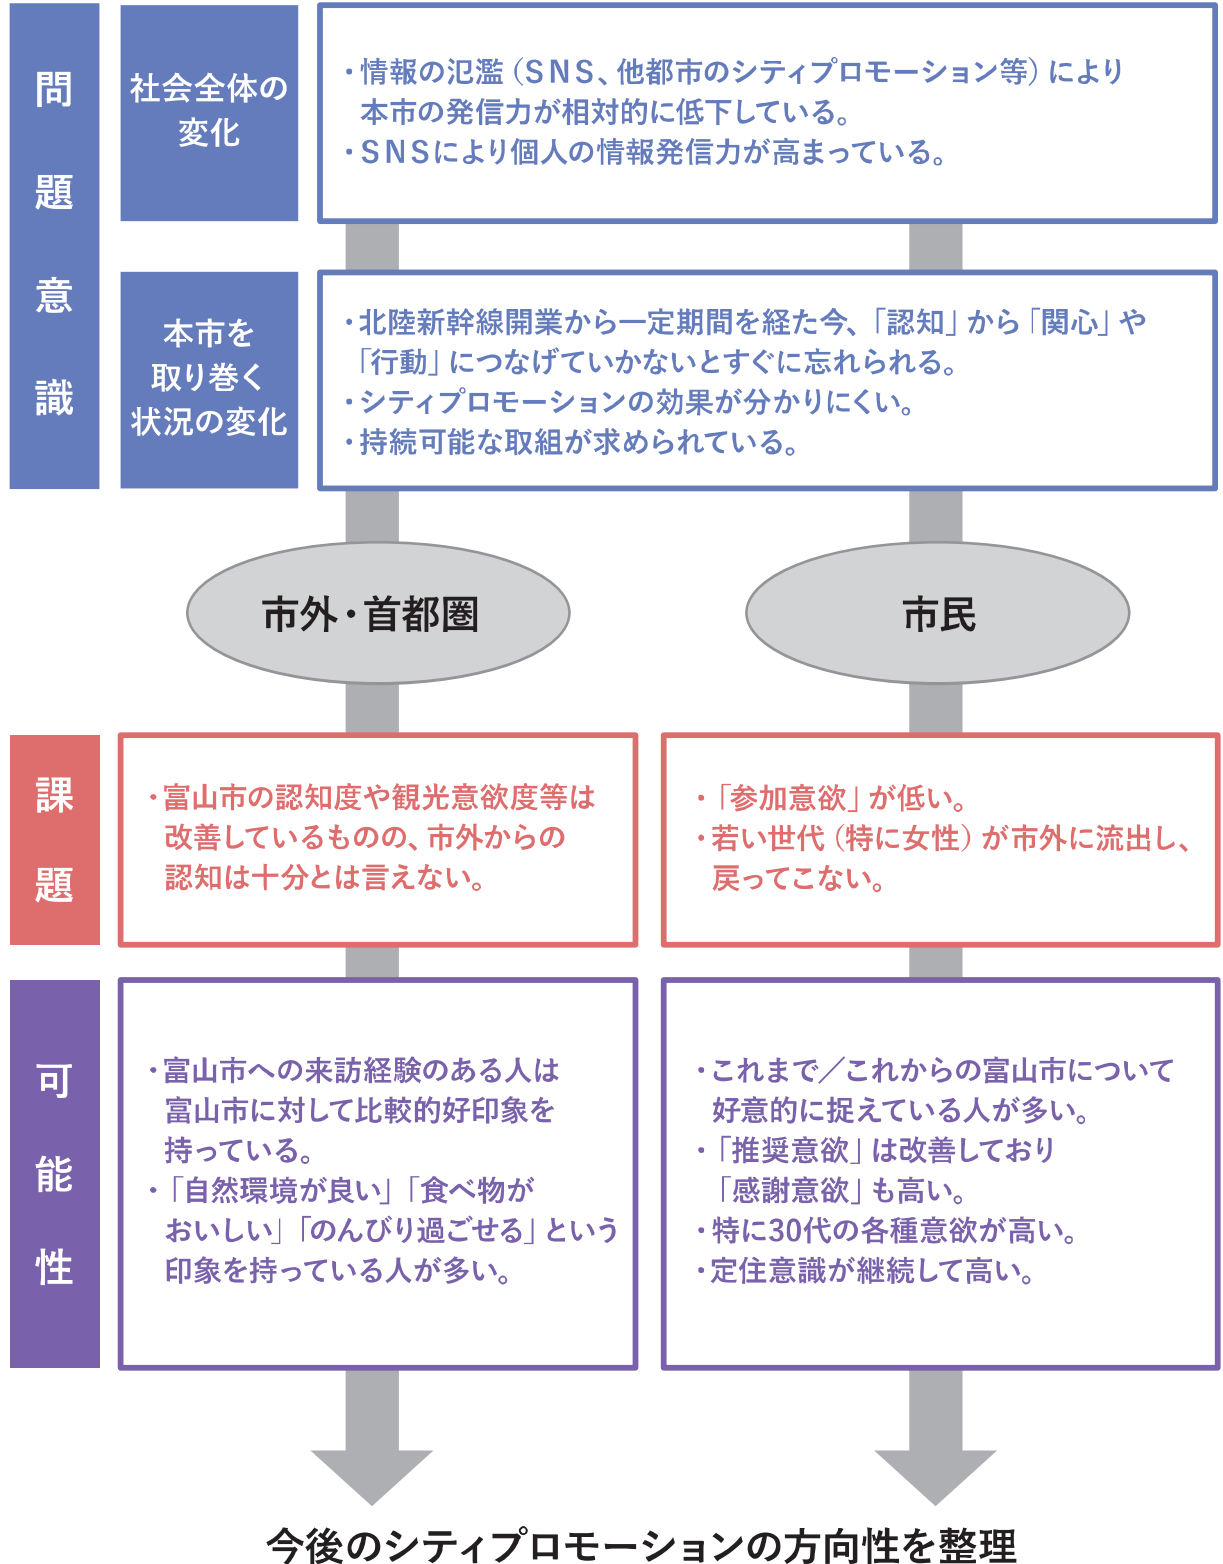 問題意識
社会全体の
変化
・情報の氾濫（SNS、他都市のシティプロモーション等）により
本市の発信力が相対的に低下している。
・SNSにより個人の情報発信力が高まっている。
本市を
取り巻く
状況の変化
・北陸新幹線開業から一定期間を経た今、「認知」から「関心」や
「行動」につなげていかないとすぐに忘れられる。
・シティプロモーションの効果が分かりにくい。
・持続可能な取組が求められている。
市外・首都圏
市民
課題
・富山市の認知度や観光意欲度等は
改善しているものの、市外からの
認知は十分とは言えない。
・「参加意欲」が低い。
・若い世代（特に女性）が市外に流出し、
戻ってこない。
可能性
・富山市への来訪経験のある人は
富山市に対して比較的好印象を
持っている。
・「自然環境が良い」「食べ物が
おいしい」「のんびり過ごせる」という
印象を持っている人が多い。
・これまで／これからの富山市について
好意的に捉えている人が多い。
・「推奨意欲」は改善しており
「感謝意欲」も高い。
・特に30代の各種意欲が高い。
・定住意識が継続して高い。
今後のシティプロモーションの方向性を整理